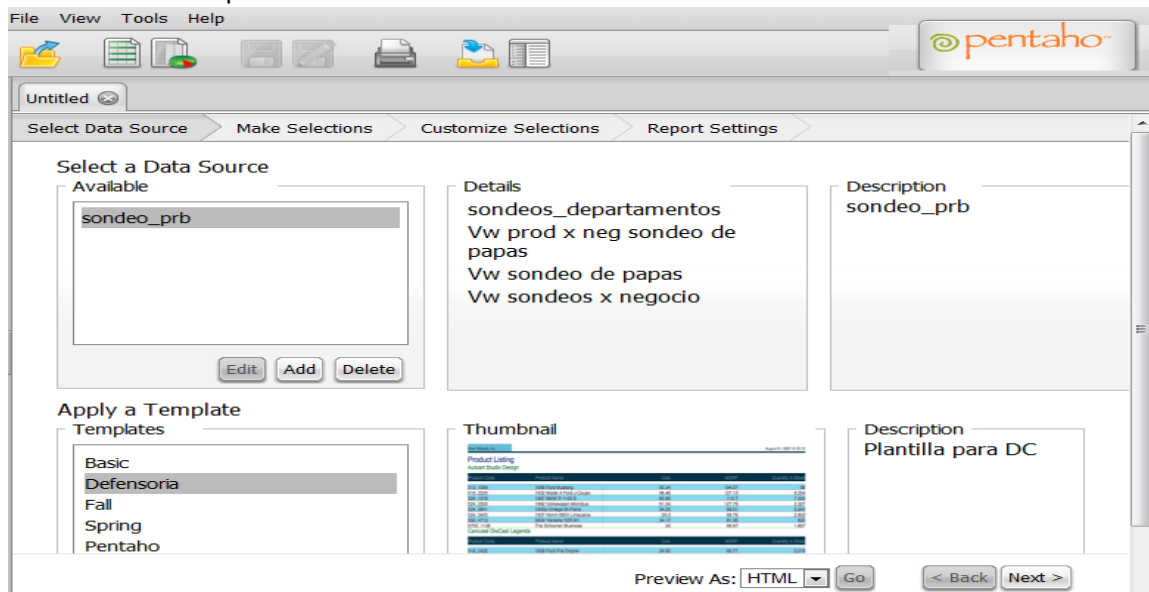 File View Tools Help
pentaho
Untitled
Select Data Source Make Selections Customize Selections Report Settings
Select a Data Source
Available
sondeo_prb
Edit Add Delete
Details
sondeos_departamentos
Vw prod x neg sondeo de
papas
Vw sondeo de papas
Vw sondeos x negocio
Description
sondeo_prb
Apply a Template
Templates
Basic
Defensoria
Fall
Spring
Pentaho
Thumbnail
Product Listing
Autoart Studio Design
Description
Plantilla para DC
Preview As: HTML Go < Back Next >